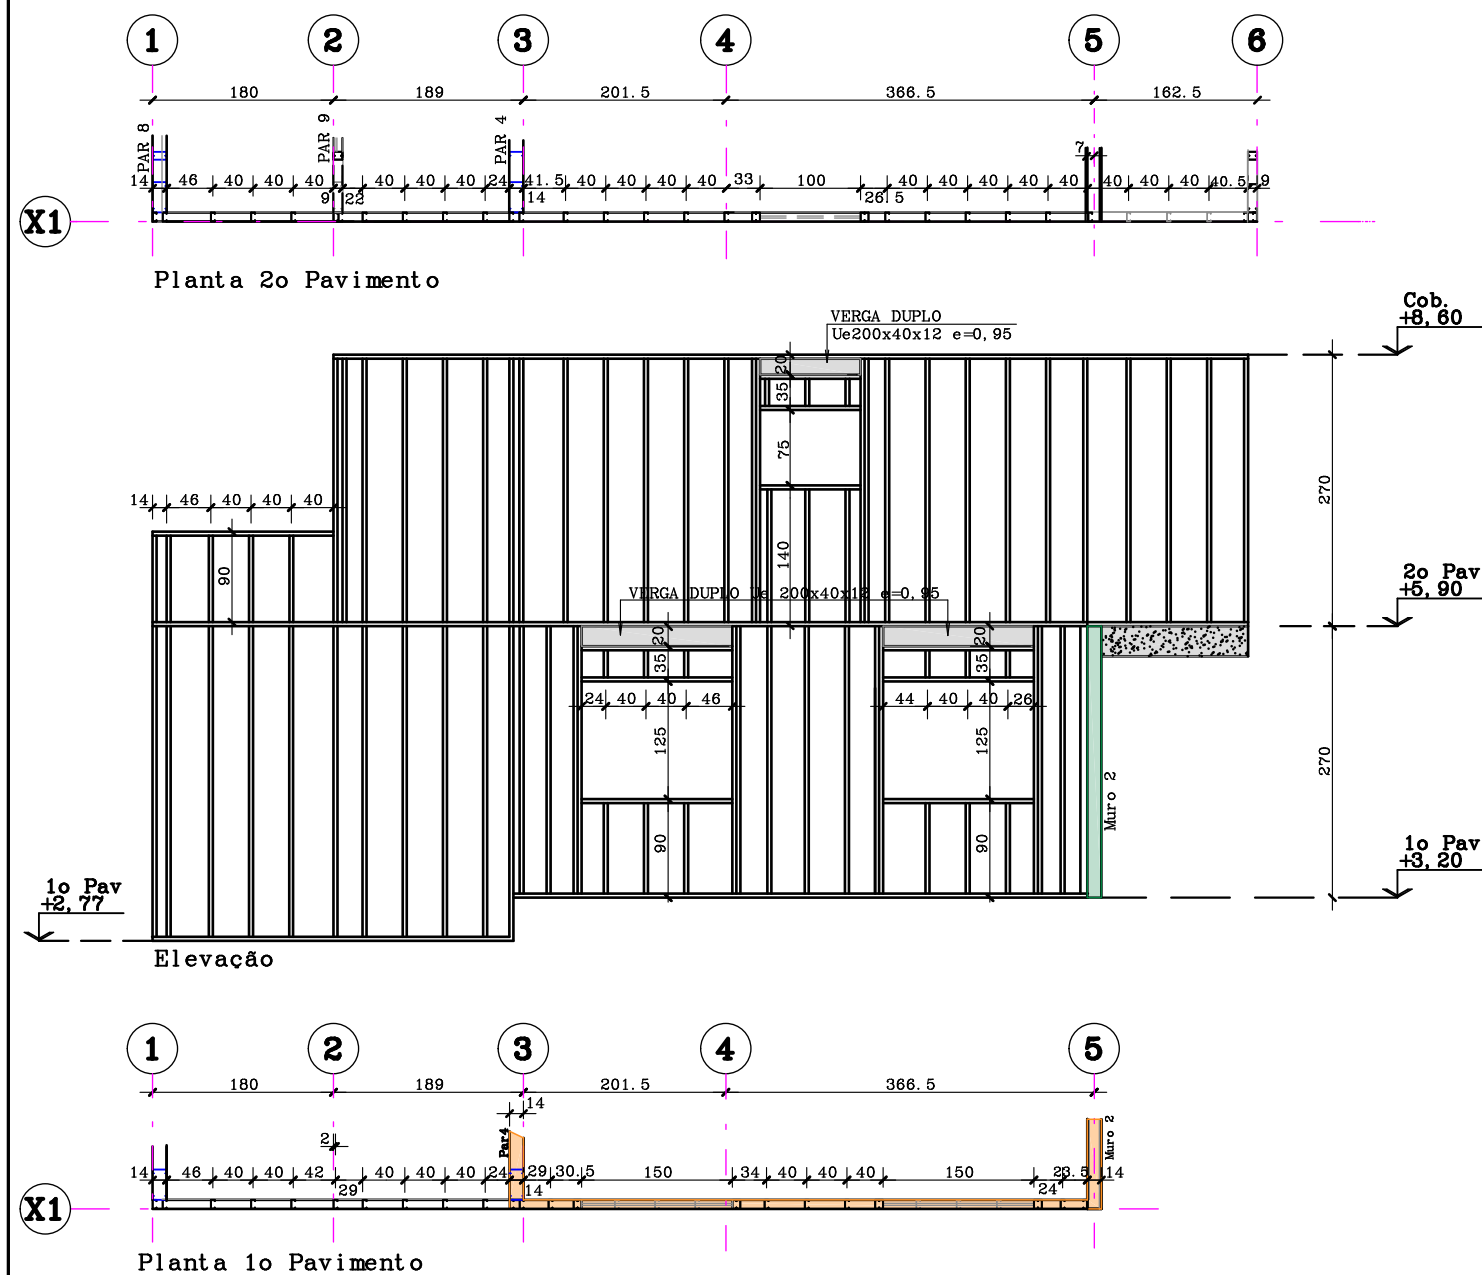 1 2 3 4 5 6
180 189 201.5 366.5 162.5
PAR 8 PAR 9 PAR 4 7
14 46 40 40 40 40 40 40 24 41.5 40 40 40 40 33 100 40 40 40 40 40 40 40 40.5 9
9 22 14 26.5
X1
Planta 2o Pavimento
VERGA DUPLO
Ue200x40x12 e=0,95
Cob.
+8,60
20
35
75
140
14 46 40 40 40
90
270
VERGA DUPLO Ue 200x40x12 e=0,95
2o Pav
+5,90
20 20
35 35
24 40 40 46 44 40 40 26
125 125
90 90
270
Muro 2
1o Pav
+3,20
1o Pav
+2,77
Elevação
1 2 3 4 5
180 189 201.5 366.5
14
2 Par4 Muro 2
14 46 40 40 42 40 40 40 24 29 30.5 150 34 40 40 40 150 23.5 14
29 14 24
X1
Planta 1o Pavimento